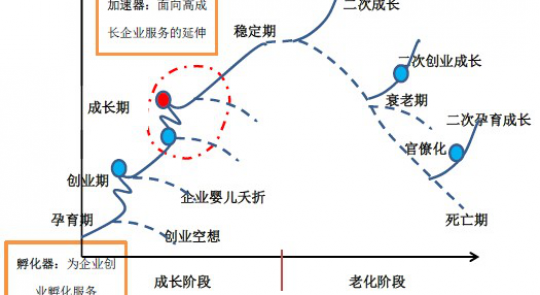 加速器：面向高成
长企业服务的延伸
二次成长
稳定期
二次创业成长
成长期
衰老期
二次孕育成长
官僚化
创业期
企业婴儿夭折
孕育期
创业空想
死亡期
孵化器：为企业创
业孵化服务
成长阶段
老化阶段